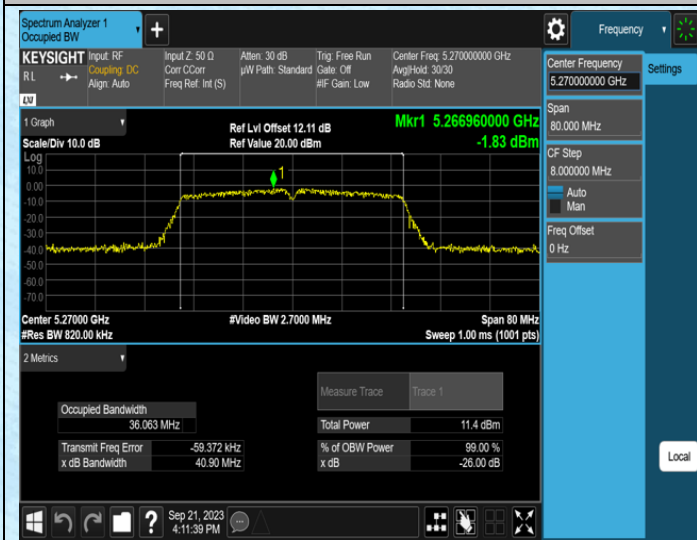 Spectrum Analyzer 1
Occupied BW
Frequency
KEYSIGHT
Input: RF
Coupling: DC
Align: Auto
RL
LXI
Input Z: 50 Ω
Corr CCorr
Freq Ref: Int (S)
Atten: 30 dB
µW Path: Standard
Trig: Free Run
Gate: Off
#IF Gain: Low
Center Freq: 5.270000000 GHz
Avg|Hold: 30/30
Radio Std: None
Center Frequency
5.270000000 GHz
Settings
Span
80.000 MHz
CF Step
8.000000 MHz
Auto
Man
Freq Offset
0 Hz
1 Graph
Scale/Div 10.0 dB
Ref Lvl Offset 12.11 dB
Ref Value 20.00 dBm
Mkr1 5.266960000 GHz
-1.83 dBm
Log
10.0
0.00
-10.0
-20.0
-30.0
-40.0
-50.0
-60.0
-70.0
1
Center 5.27000 GHz
#Res BW 820.00 kHz
#Video BW 2.7000 MHz
Span 80 MHz
Sweep 1.00 ms (1001 pts)
2 Metrics
Measure Trace
Trace 1
Occupied Bandwidth
36.063 MHz
Total Power
11.4 dBm
Transmit Freq Error
-59.372 kHz
% of OBW Power
99.00 %
x dB Bandwidth
40.90 MHz
x dB
-26.00 dB
Local
?
Sep 21, 2023
4:11:39 PM